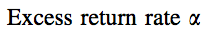 Excess return rate α